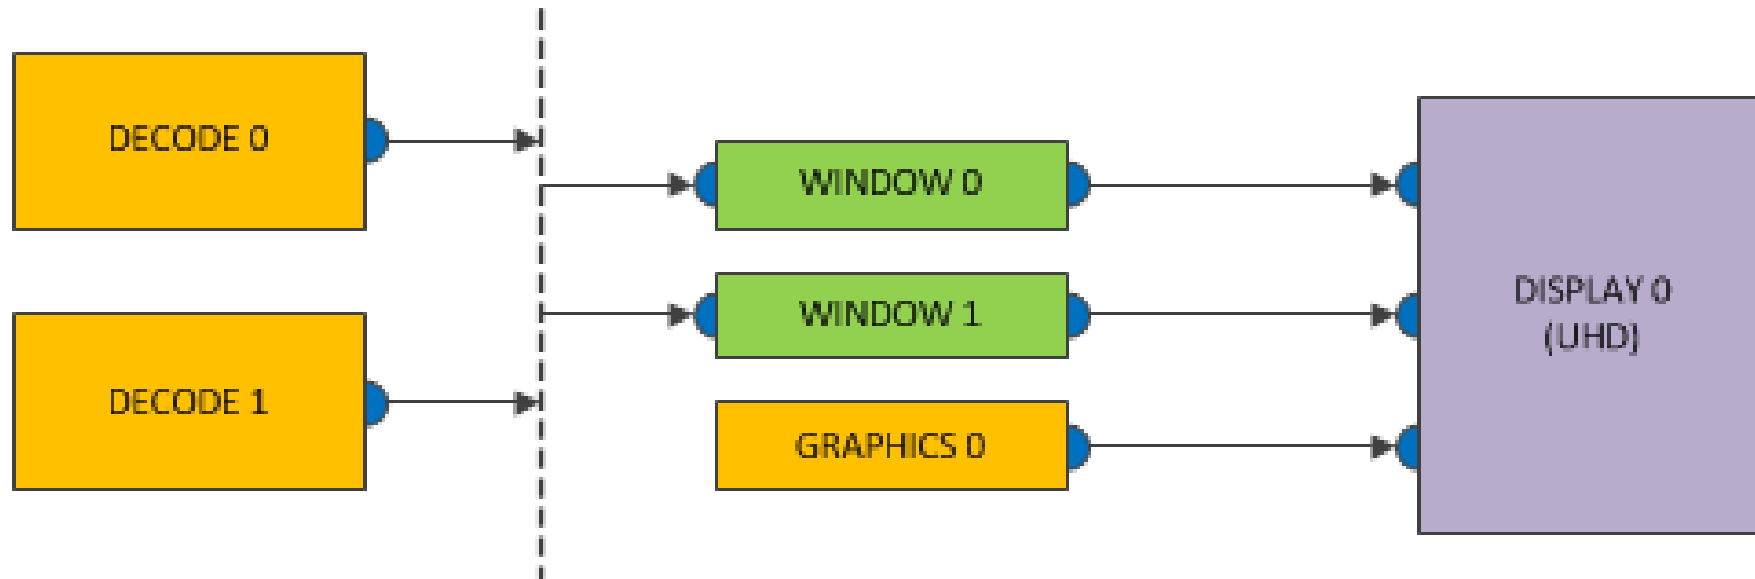 DECODE 0
DECODE 1
WINDOW 0
WINDOW 1
GRAPHICS 0
DISPLAY 0
(UHD)